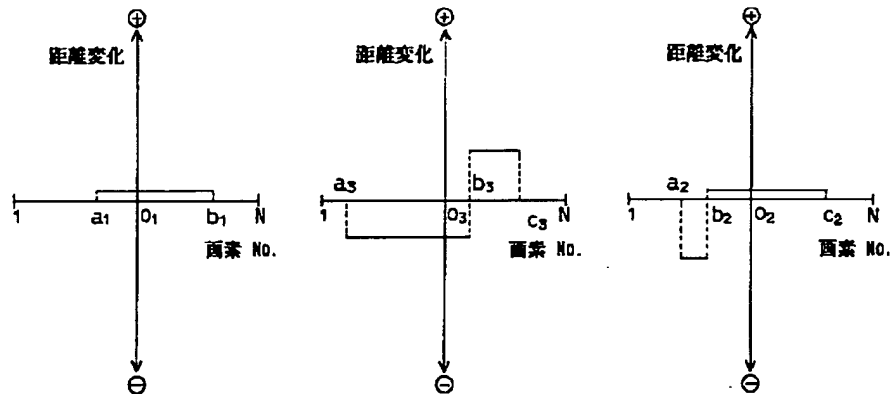 ⊕ ⊕ ⊕
距離変化 距離変化 距離変化
a₃ b₃ a₂
1 a₁ O₁ b₁ N 1 O₃ c₃ N 1 b₂ O₂ c₂ N
画素 No. 画素 No. 画素 No.
⊖ ⊖ ⊖